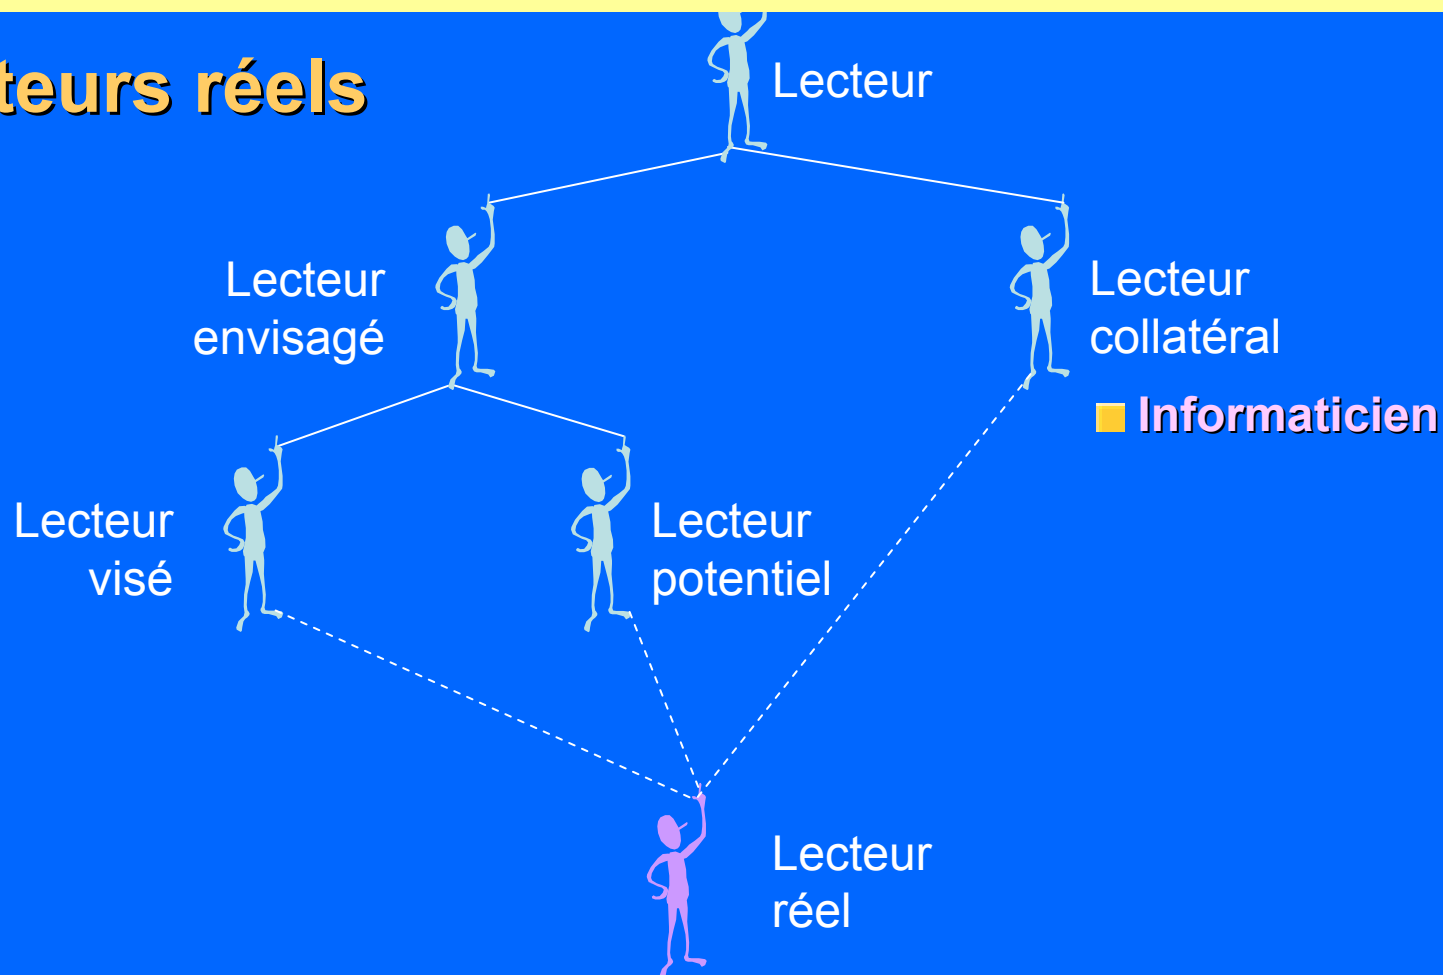 teurs réels
Lecteur
Lecteur
envisagé
Lecteur
collatéral
Informaticien
Lecteur
visé
Lecteur
potentiel
Lecteur
réel